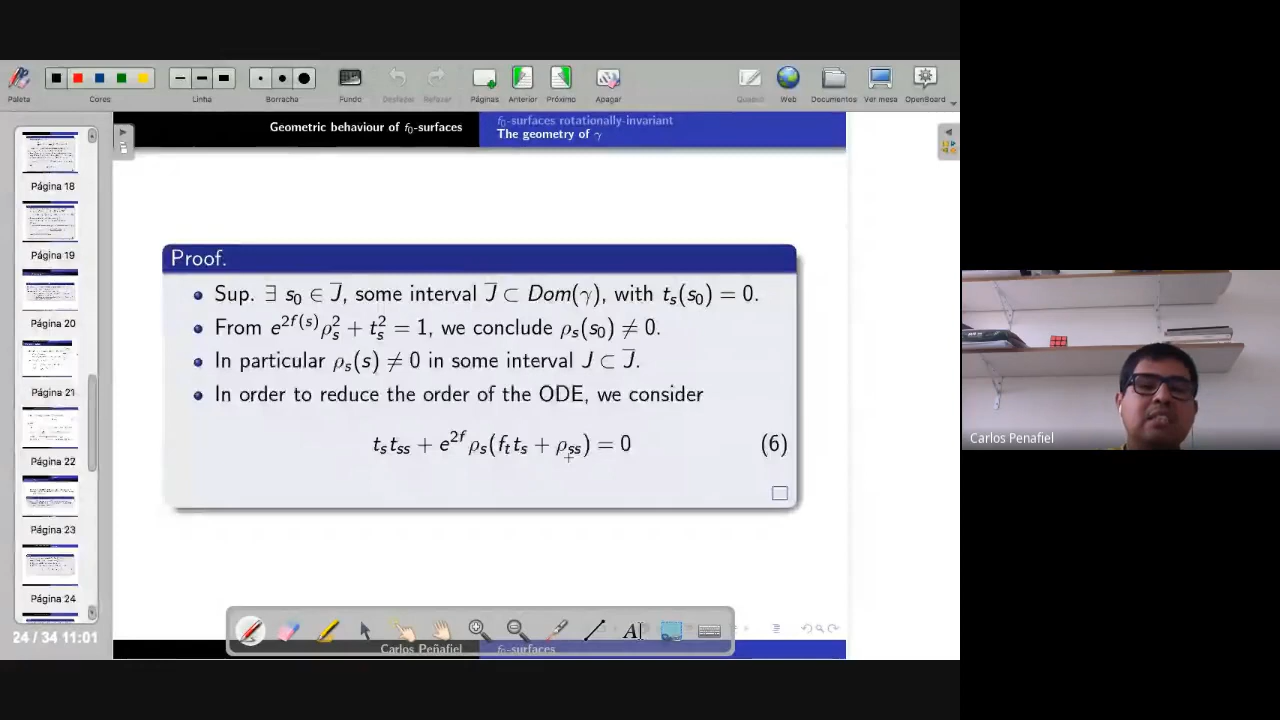 Paleta
Cores
Linha
Borracha
Fundo
Desfazer
Refazer
Páginas
Anterior
Próximo
Apagar
Quadro
Web
Documentos
Ver mesa
OpenBoard
Geometric behaviour of f₀-surfaces
f₀-surfaces rotationally-invariant
The geometry of γ
Página 18
Página 19
Página 20
Página 21
Página 22
Página 23
Página 24
24 / 34 11:01
Proof.
• Sup. ∃ s₀ ∈ J̅, some interval J̅ ⊂ Dom(γ), with tₛ(s₀) = 0.
• From e^{2f(s)}ρₛ² + tₛ² = 1, we conclude ρₛ(s₀) ≠ 0.
• In particular ρₛ(s) ≠ 0 in some interval J ⊂ J̅.
• In order to reduce the order of the ODE, we consider
tₛtₛₛ + e^{2f} ρₛ(fₜtₛ + ρₛₛ) = 0 (6)
Carlos Peñafiel
f₀-surfaces
Carlos Penafiel